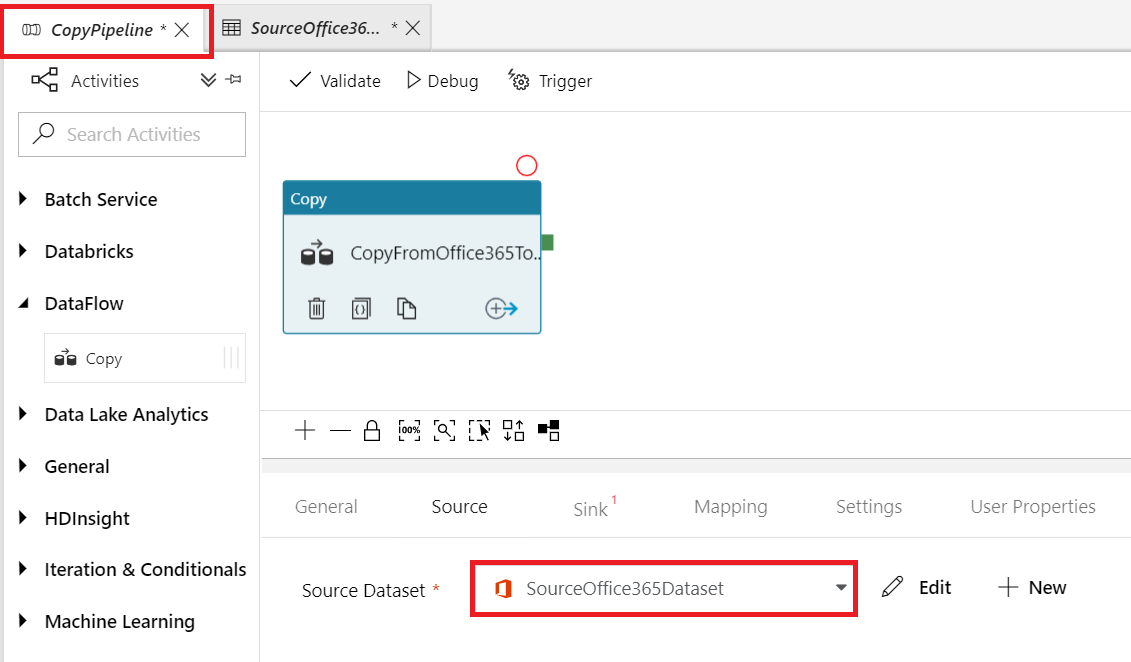 CopyPipeline * SourceOffice36... *
Activities
Validate Debug Trigger
Search Activities
Batch Service
Databricks
DataFlow
Copy
Data Lake Analytics
General
HDInsight
Iteration & Conditionals
Machine Learning
Copy
CopyFromOffice365To..
100%
General Source Sink 1 Mapping Settings User Properties
Source Dataset * SourceOffice365Dataset Edit New